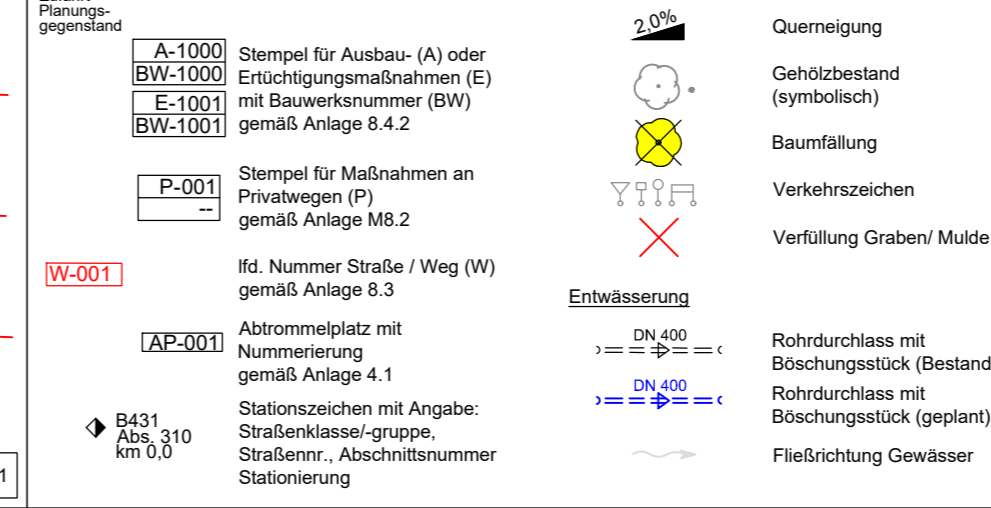 Planungs-
gegenstand
A-1000
BW-1000
E-1001
BW-1001
Stempel für Ausbau- (A) oder
Ertüchtigungsmaßnahmen (E)
mit Bauwerksnummer (BW)
gemäß Anlage 8.4.2
P-001
--
Stempel für Maßnahmen an
Privatwegen (P)
gemäß Anlage M8.2
W-001
lfd. Nummer Straße / Weg (W)
gemäß Anlage 8.3
AP-001
Abtrommelplatz mit
Nummerierung
gemäß Anlage 4.1
B431
Abs. 310
km 0,0
Stationszeichen mit Angabe:
Straßenklasse/-gruppe,
Straßennr., Abschnittsnummer
Stationierung
1
2,0%
Querneigung
Gehölzbestand
(symbolisch)
Baumfällung
Verkehrszeichen
Verfüllung Graben/ Mulde
Entwässerung
DN 400
Rohrdurchlass mit
Böschungsstück (Bestand
DN 400
Rohrdurchlass mit
Böschungsstück (geplant)
Fließrichtung Gewässer